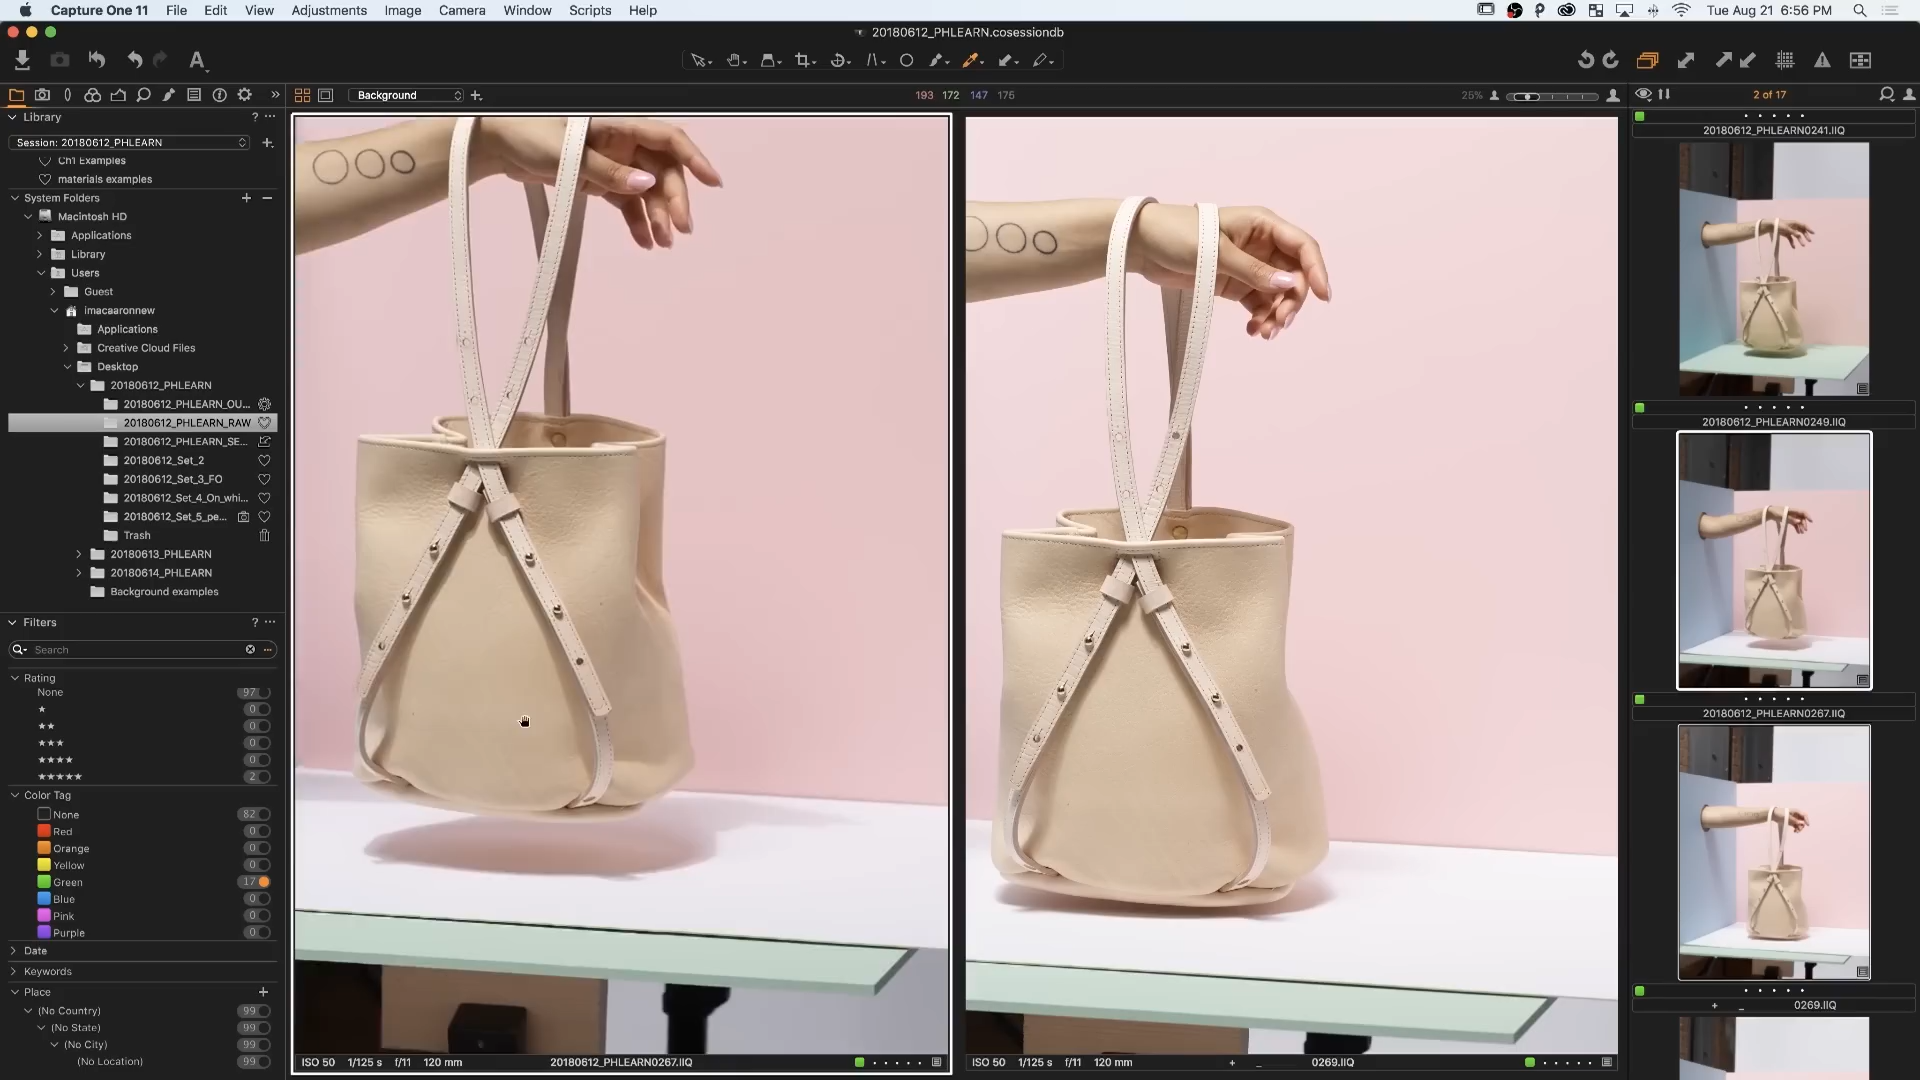 Capture One 11 File Edit View Adjustments Image Camera Window Scripts Help Tue Aug 21 6:56 PM
20180612_PHLEARN.cosessiondb
Background
193 172 147 176
25%
2 of 17
Library ?
Session: 20180612_PHLEARN
Ch1 Examples
materials examples
System Folders
Macintosh HD
Applications
Library
Users
Guest
imacaaronnew
Applications
Creative Cloud Files
Desktop
20180612_PHLEARN
20180612_PHLEARN_OU...
20180612_PHLEARN_RAW
20180612_PHLEARN_SE...
20180612_Set_2
20180612_Set_3_FO
20180612_Set_4_On_whi...
20180612_Set_5_pe...
Trash
20180613_PHLEARN
20180614_PHLEARN
Background examples
Filters ?
Search
Rating
None 97
★ 0
★★ 0
★★★ 0
★★★★ 0
★★★★★ 2
Color Tag
None 82
Red 0
Orange 0
Yellow 0
Green 17
Blue 0
Pink 0
Purple 0
Date
Keywords
Place
(No Country) 99
(No State) 99
(No City) 99
(No Location) 99
ISO 50 1/125 s f/11 120 mm 20180612_PHLEARN0267.IIQ
ISO 50 1/125 s f/11 120 mm + _ 0269.IIQ
20180612_PHLEARN0241.IIQ
20180612_PHLEARN0249.IIQ
20180612_PHLEARN0267.IIQ
+ _ 0269.IIQ